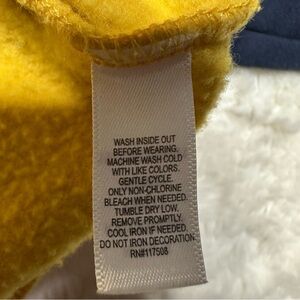 WASH INSIDE OUT
BEFORE WEARING.
MACHINE WASH COLD
WITH LIKE COLORS.
GENTLE CYCLE.
ONLY NON-CHLORINE
BLEACH WHEN NEEDED.
TUMBLE DRY LOW.
REMOVE PROMPTLY.
COOL IRON IF NEEDED.
DO NOT IRON DECORATION
RN#117508